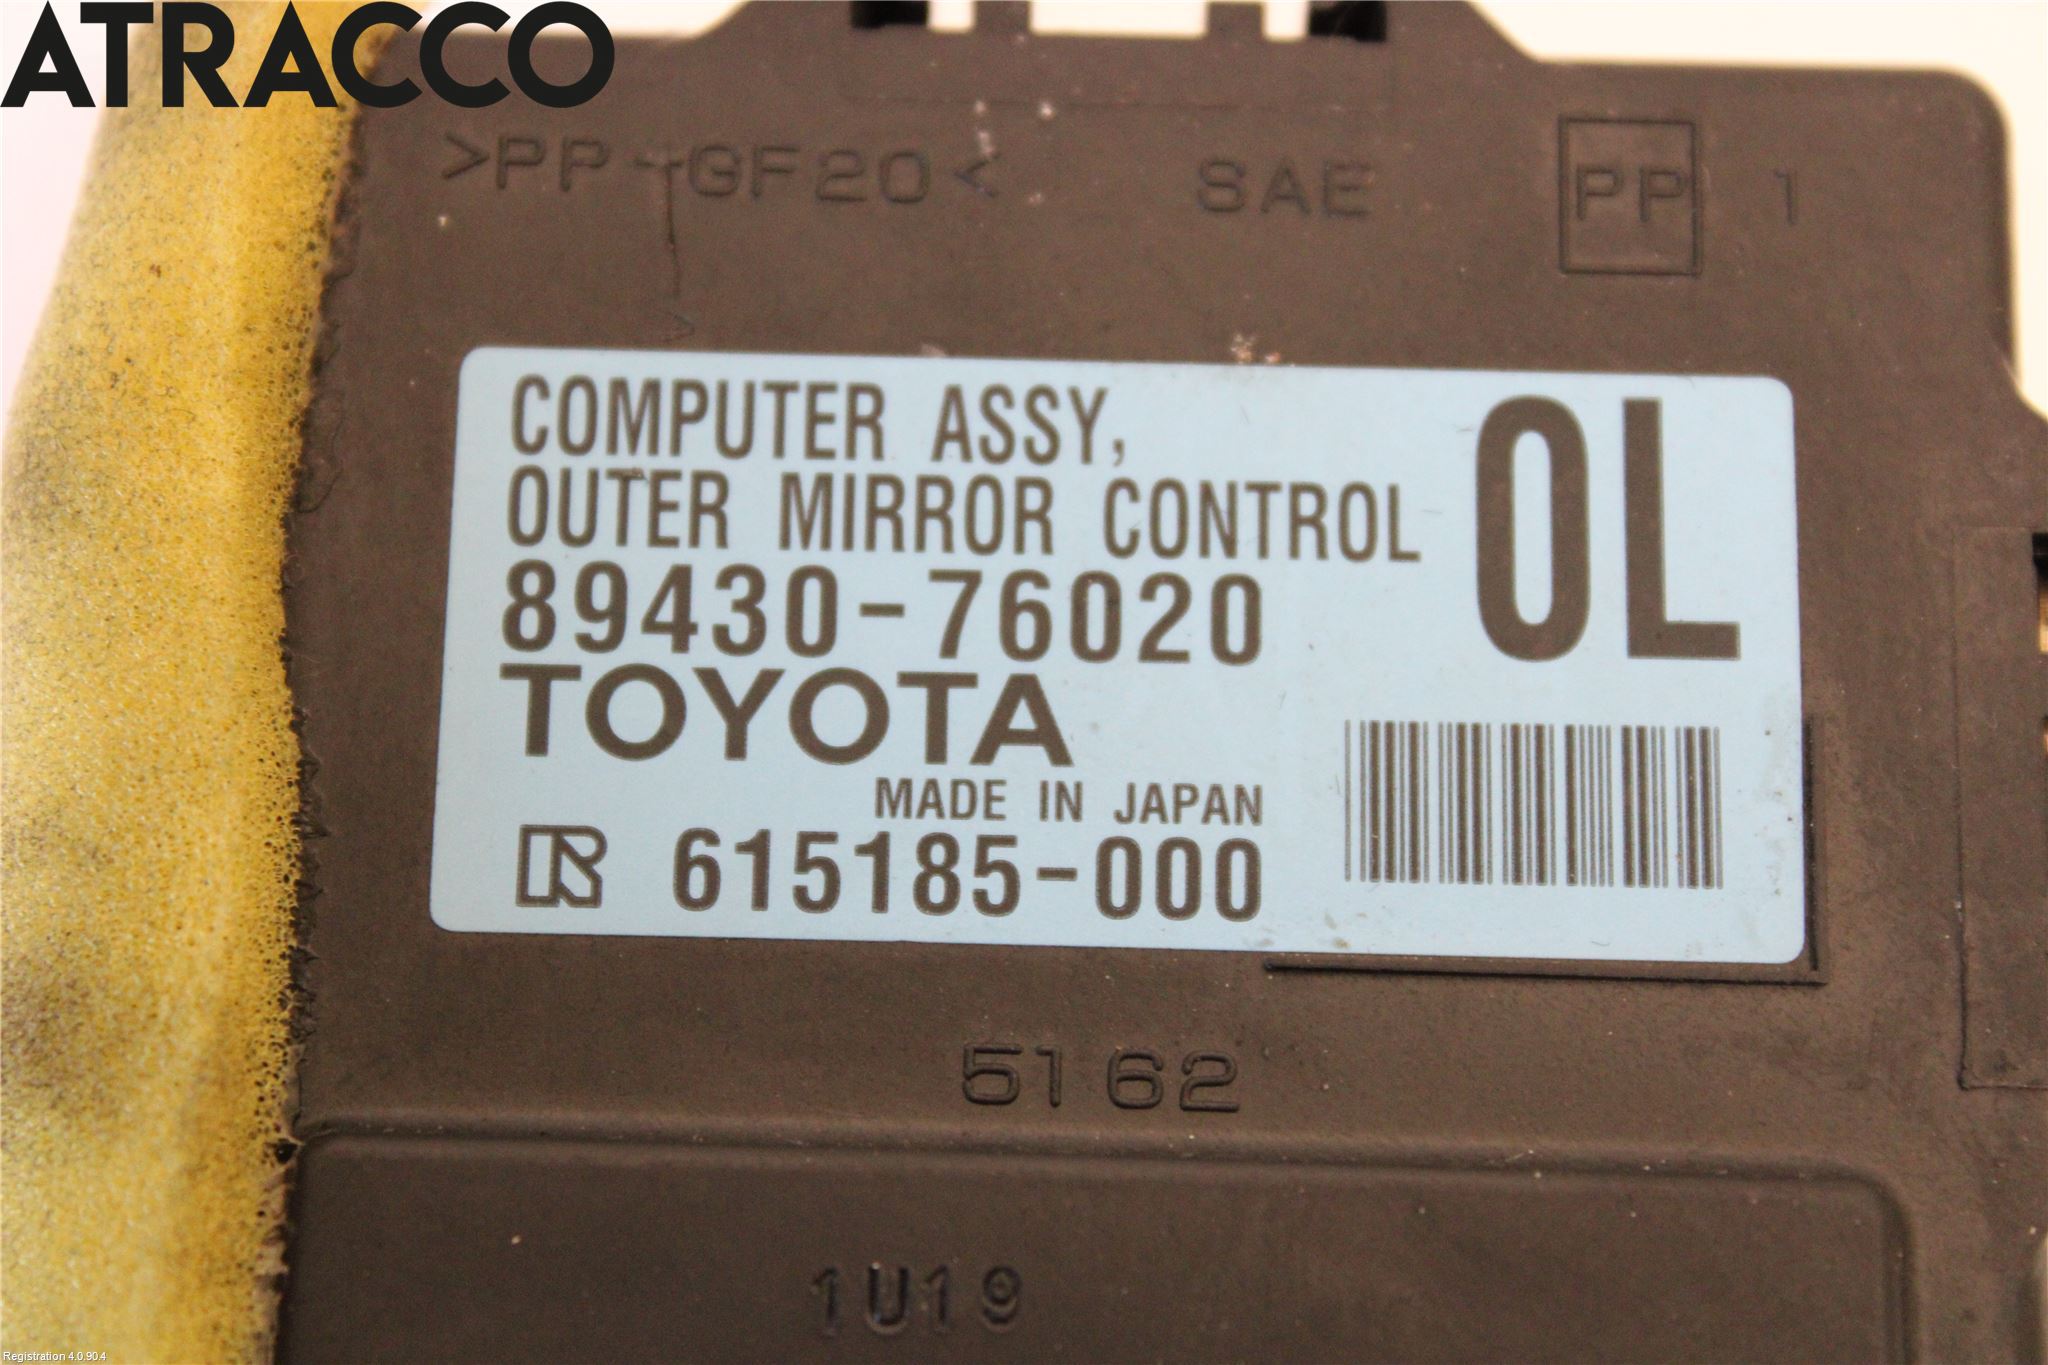 ATRACCO
>PP-GF20< SAE PP 1
COMPUTER ASSY,
OUTER MIRROR CONTROL
0L
89430-76020
TOYOTA
MADE IN JAPAN
R 615185-000
5162
1U19
Registration 4.0.90.4